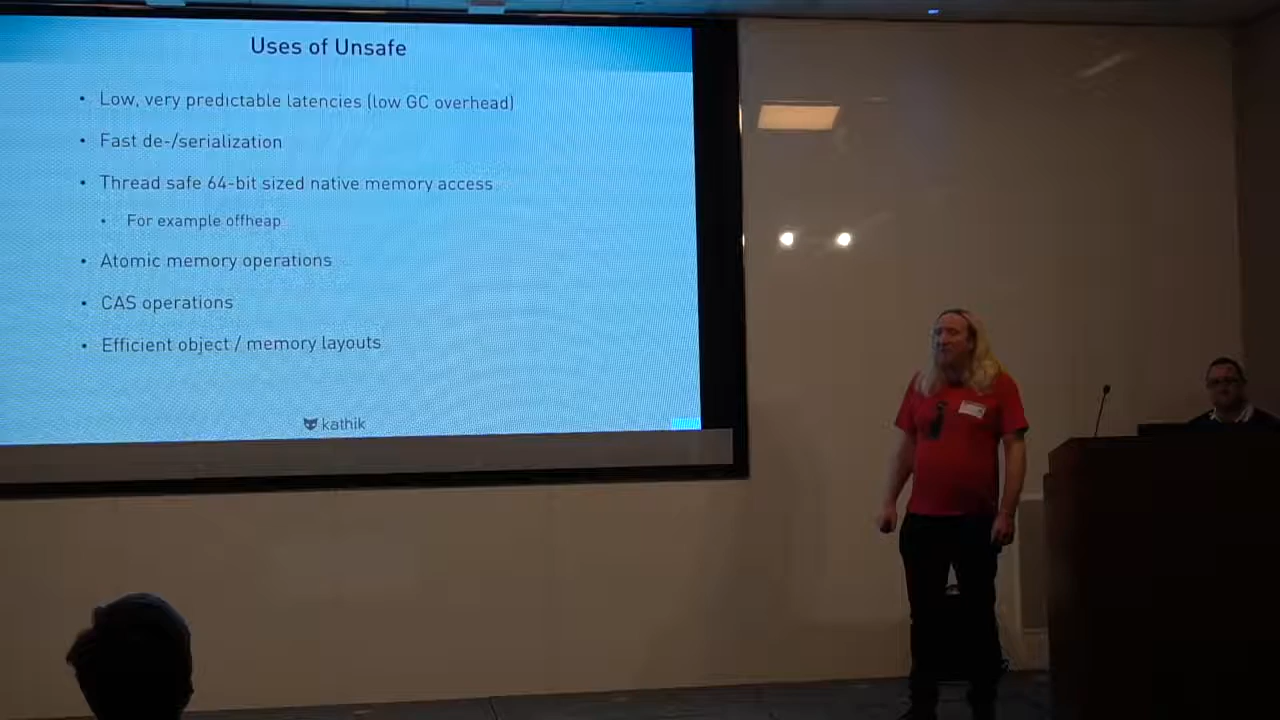 Uses of Unsafe
• Low, very predictable latencies (low GC overhead)
• Fast de-/serialization
• Thread safe 64-bit sized native memory access
• For example offheap
• Atomic memory operations
• CAS operations
• Efficient object / memory layouts
kathik